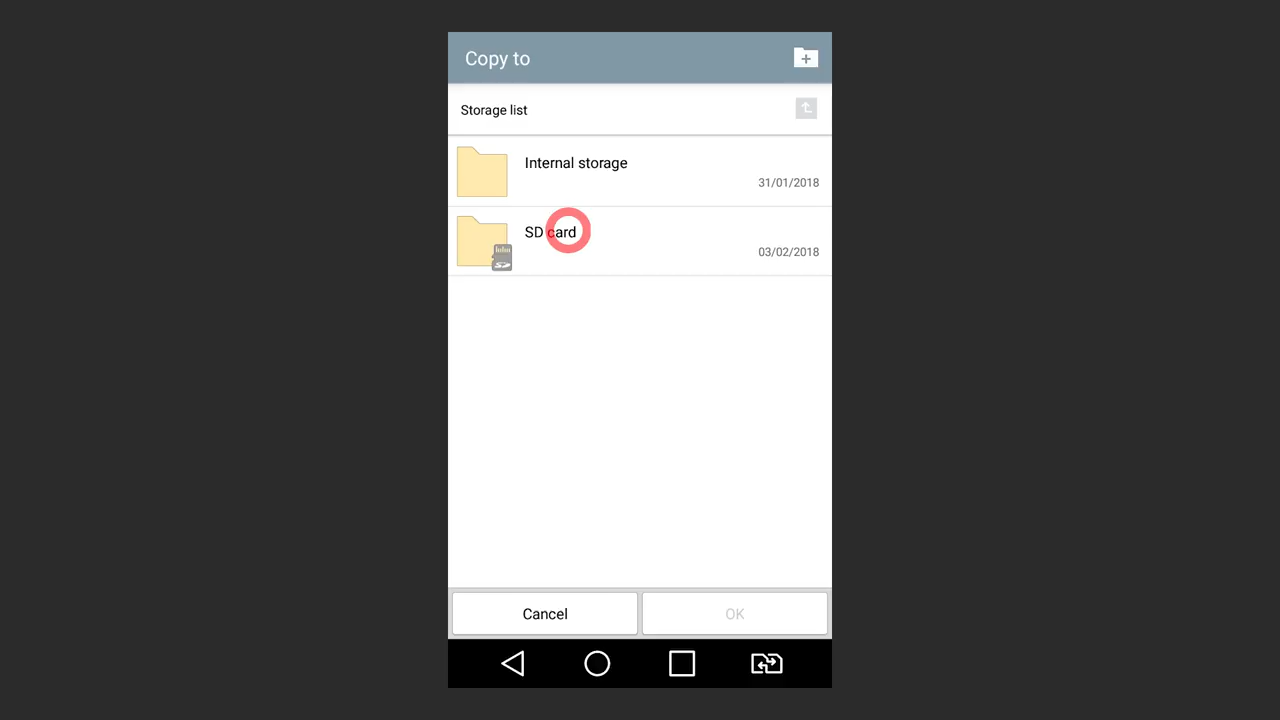 Copy to
Storage list
Internal storage
31/01/2018
SD card
03/02/2018
Cancel
OK